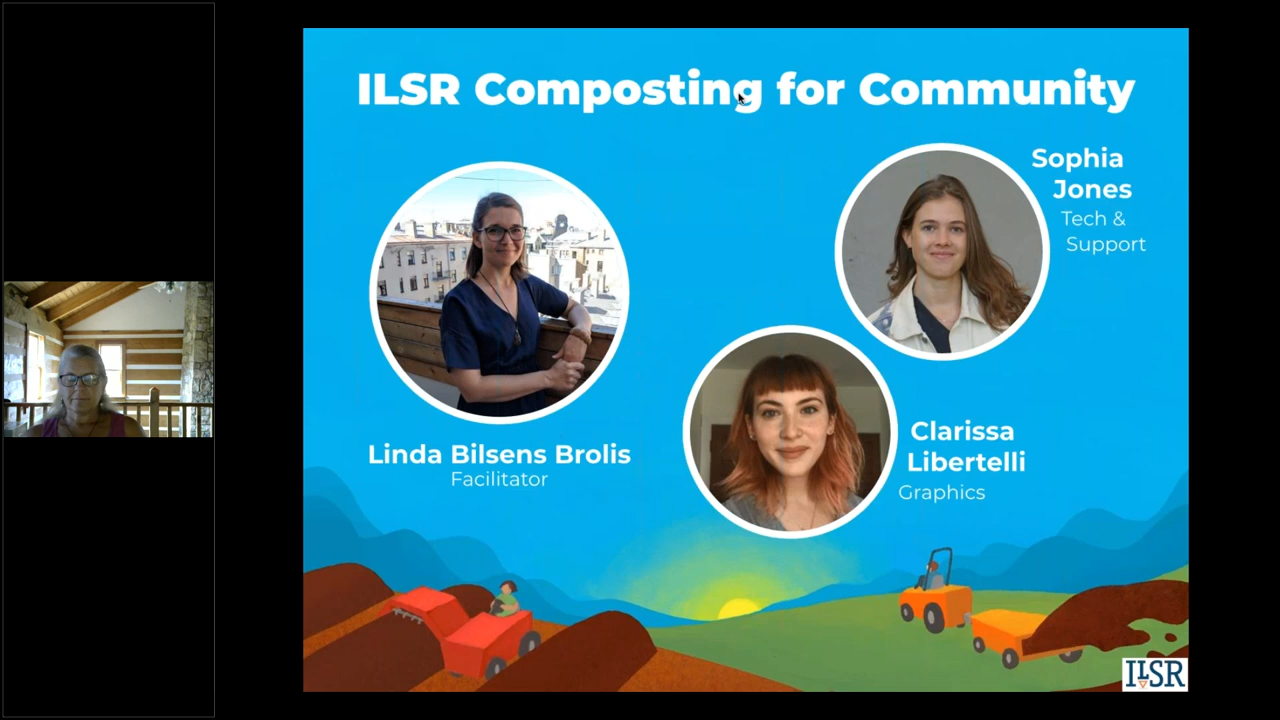 ILSR Composting for Community
Sophia
Jones
Tech &
Support
Linda Bilsens Brolis
Facilitator
Clarissa
Libertelli
Graphics
ILSR